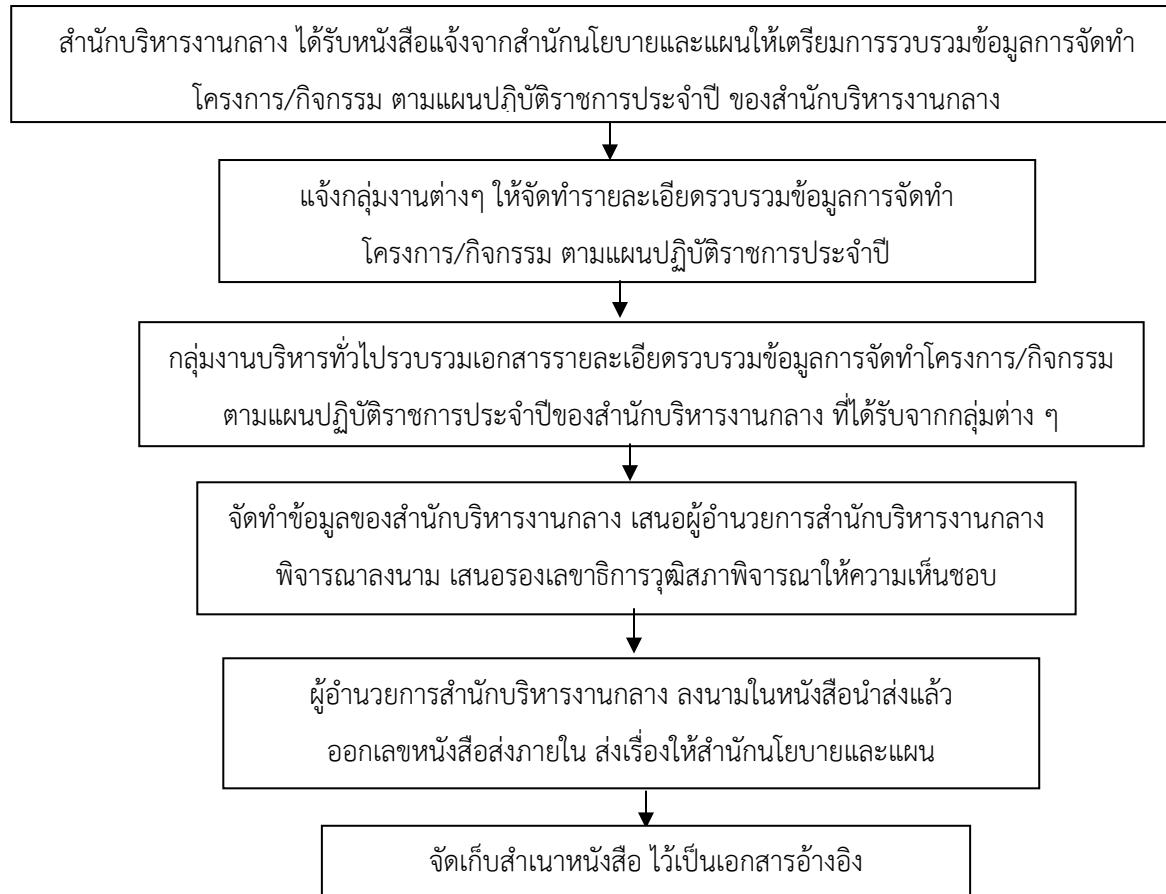 สำนักบริหารงานกลาง ได้รับหนังสือแจ้งจากสำนักนโยบายและแผนให้เตรียมการรวบรวมข้อมูลการจัดทำ
โครงการ/กิจกรรม ตามแผนปฏิบัติราชการประจำปี ของสำนักบริหารงานกลาง
แจ้งกลุ่มงานต่างๆ ให้จัดทำรายละเอียดรวบรวมข้อมูลการจัดทำ
โครงการ/กิจกรรม ตามแผนปฏิบัติราชการประจำปี
กลุ่มงานบริหารทั่วไปรวบรวมเอกสารรายละเอียดรวบรวมข้อมูลการจัดทำโครงการ/กิจกรรม
ตามแผนปฏิบัติราชการประจำปีของสำนักบริหารงานกลาง ที่ได้รับจากกลุ่มต่าง ๆ
จัดทำข้อมูลของสำนักบริหารงานกลาง เสนอผู้อำนวยการสำนักบริหารงานกลาง
พิจารณาลงนาม เสนอรองเลขาธิการวุฒิสภาพิจารณาให้ความเห็นชอบ
ผู้อำนวยการสำนักบริหารงานกลาง ลงนามในหนังสือนำส่งแล้ว
ออกเลขหนังสือส่งภายใน ส่งเรื่องให้สำนักนโยบายและแผน
จัดเก็บสำเนาหนังสือ ไว้เป็นเอกสารอ้างอิง